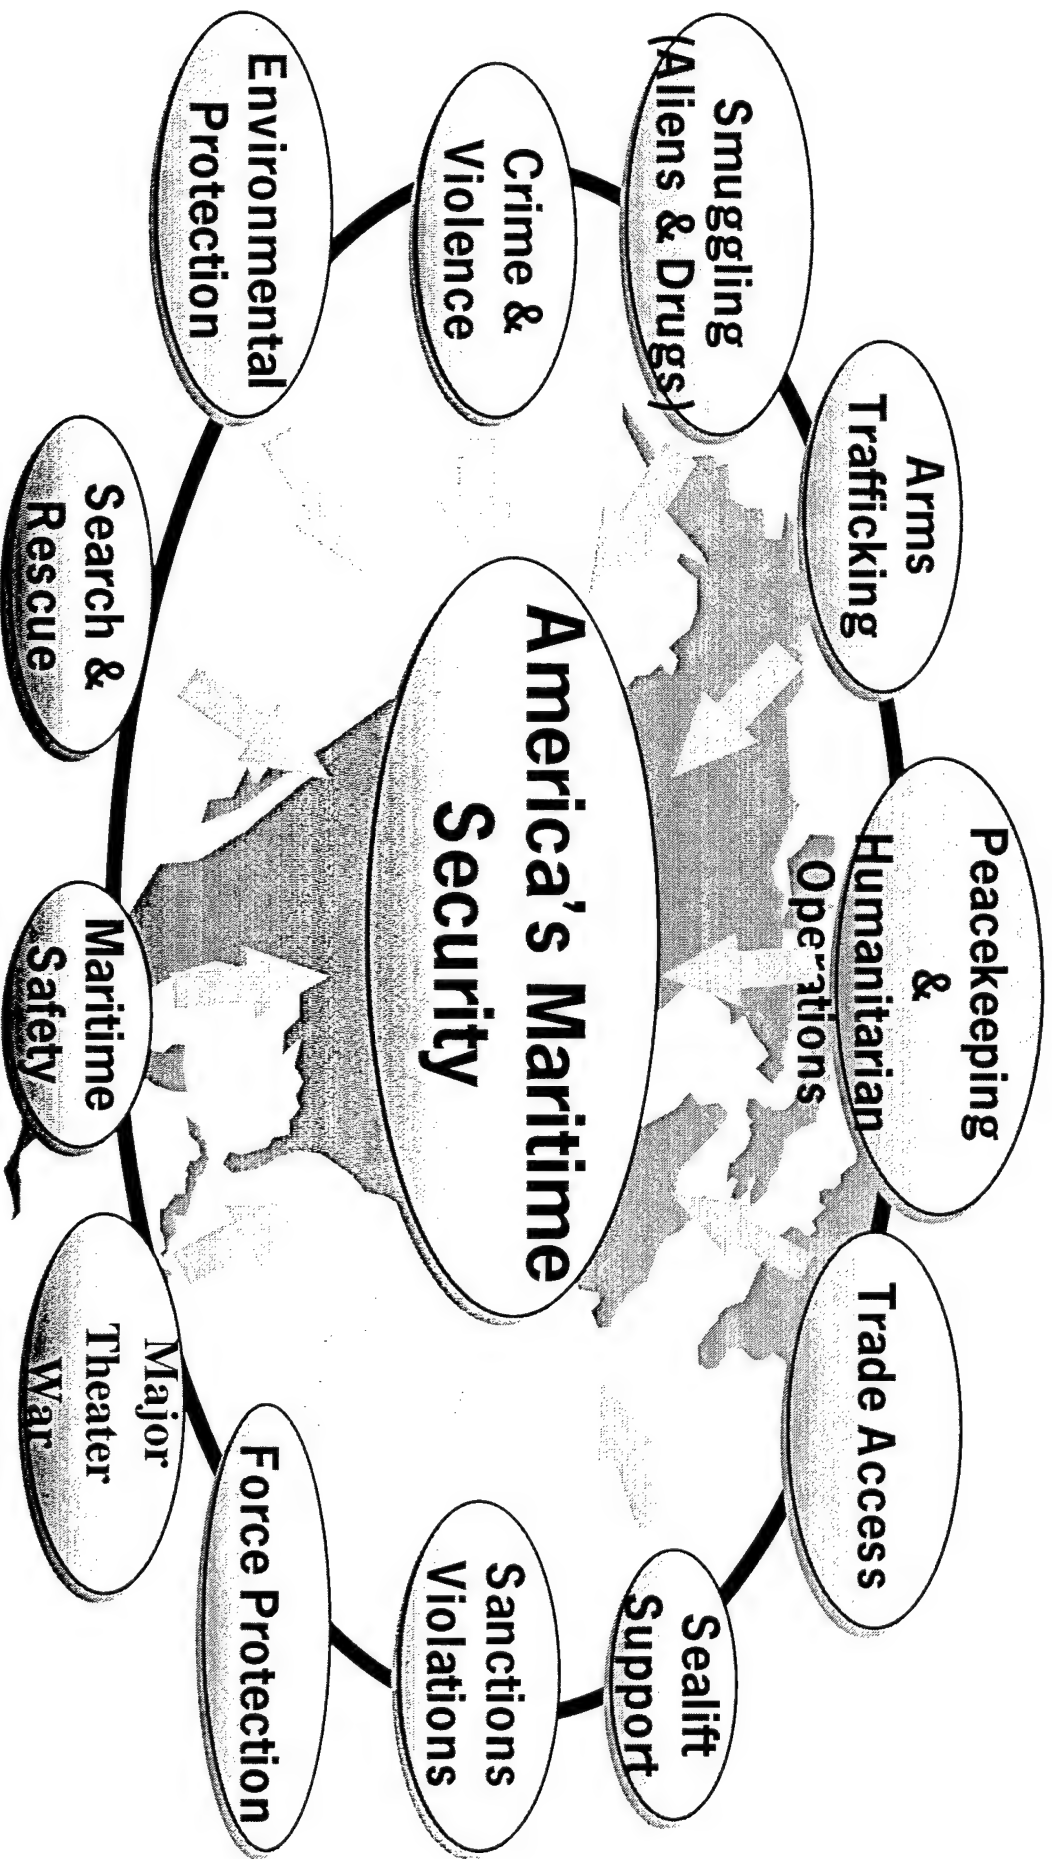 Peacekeeping
&
Humanitarian
Operations
Arms
Trafficking
Trade Access
Smuggling
(Aliens & Drugs)
Sealift
Support
Crime &
Violence
America's Maritime
Security
Sanctions
Violations
Environmental
Protection
Force Protection
Search &
Rescue
Maritime
Safety
Major
Theater
War